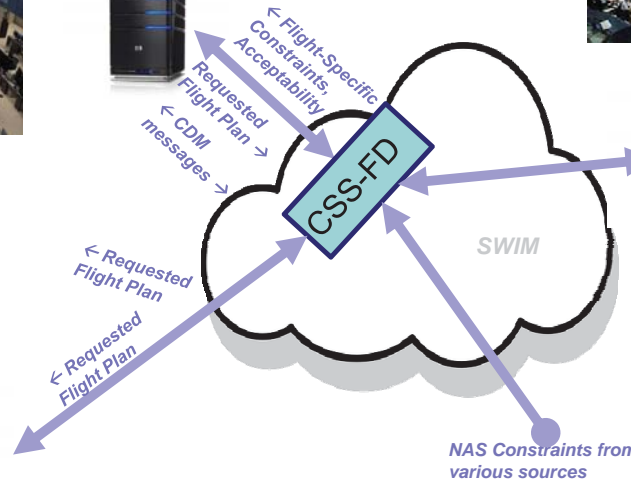 ← Flight-Specific
Constraints,
Acceptability
Requested
Flight Plan →
← CDM
messages →
CSS-FD
SWIM
← Requested
Flight Plan
← Requested
Flight Plan
NAS Constraints from
various sources